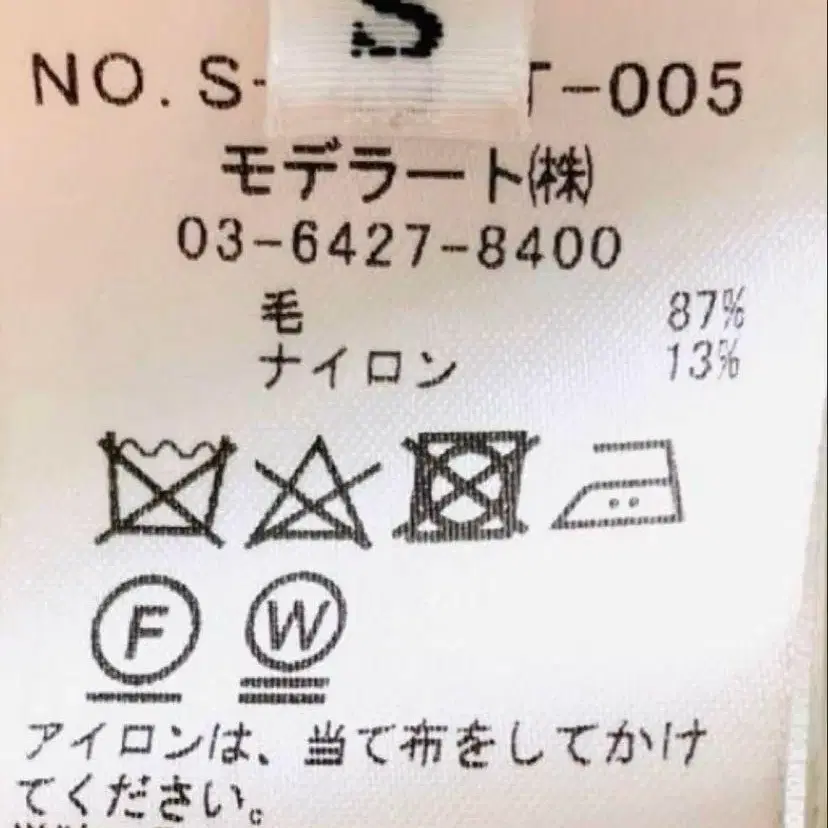 S
NO. S- T-005
モデラート㈱
03-6427-8400
毛 87%
ナイロン 13%
F W
アイロンは、当て布をしてかけ
てください。